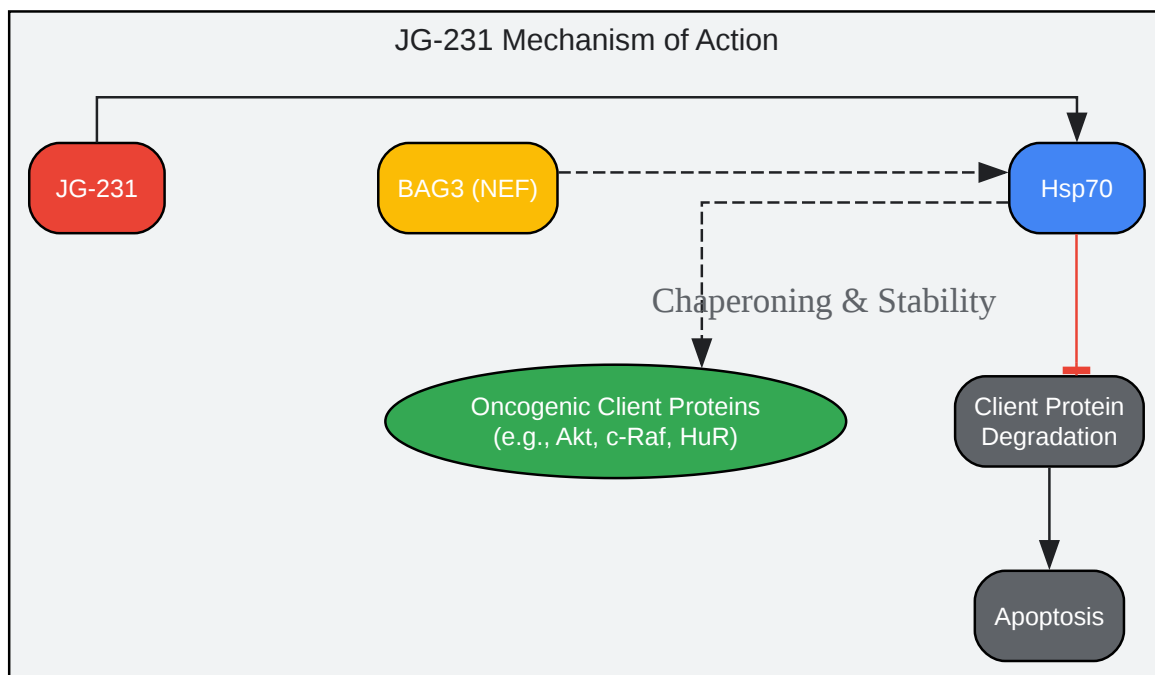 JG-231 Mechanism of Action
JG-231
BAG3 (NEF)
Hsp70
Chaperoning & Stability
Oncogenic Client Proteins
(e.g., Akt, c-Raf, HuR)
Client Protein
Degradation
Apoptosis